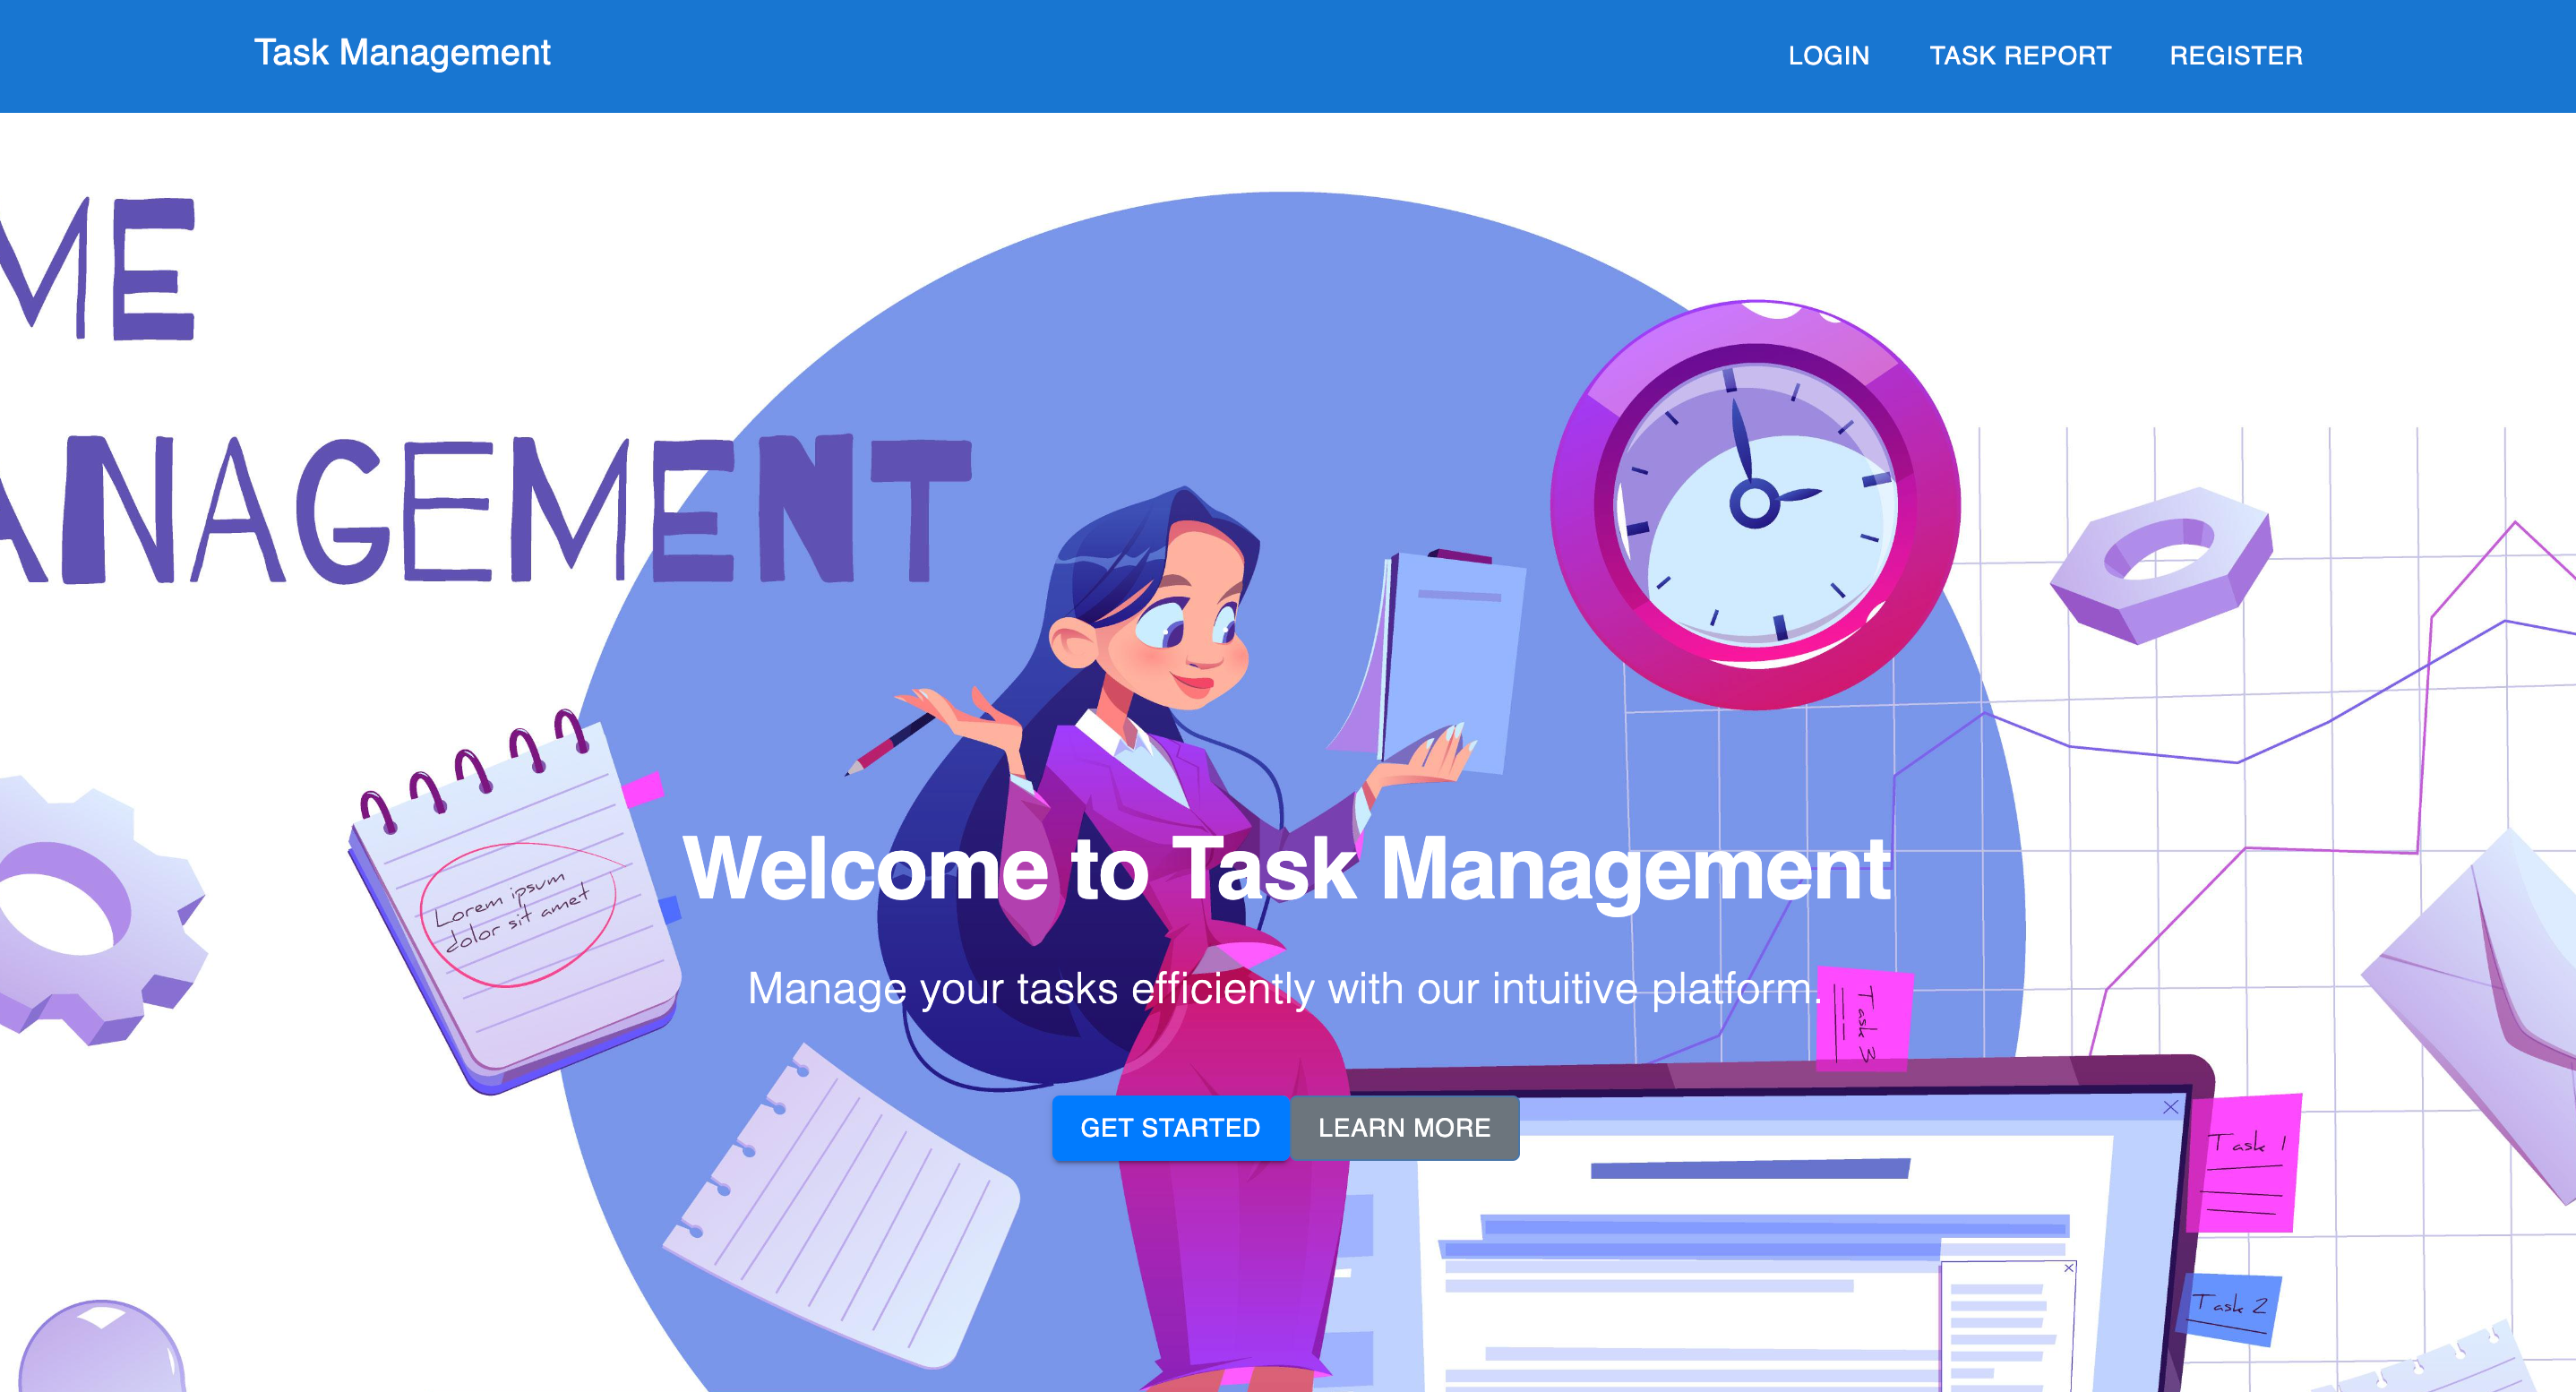 Task Management
LOGIN TASK REPORT REGISTER
ME
ANAGEMENT
Lorem ipsum
dolor sit amet
Welcome to Task Management
Manage your tasks efficiently with our intuitive platform.
Task 3
GET STARTED LEARN MORE
Task 1
Task 2